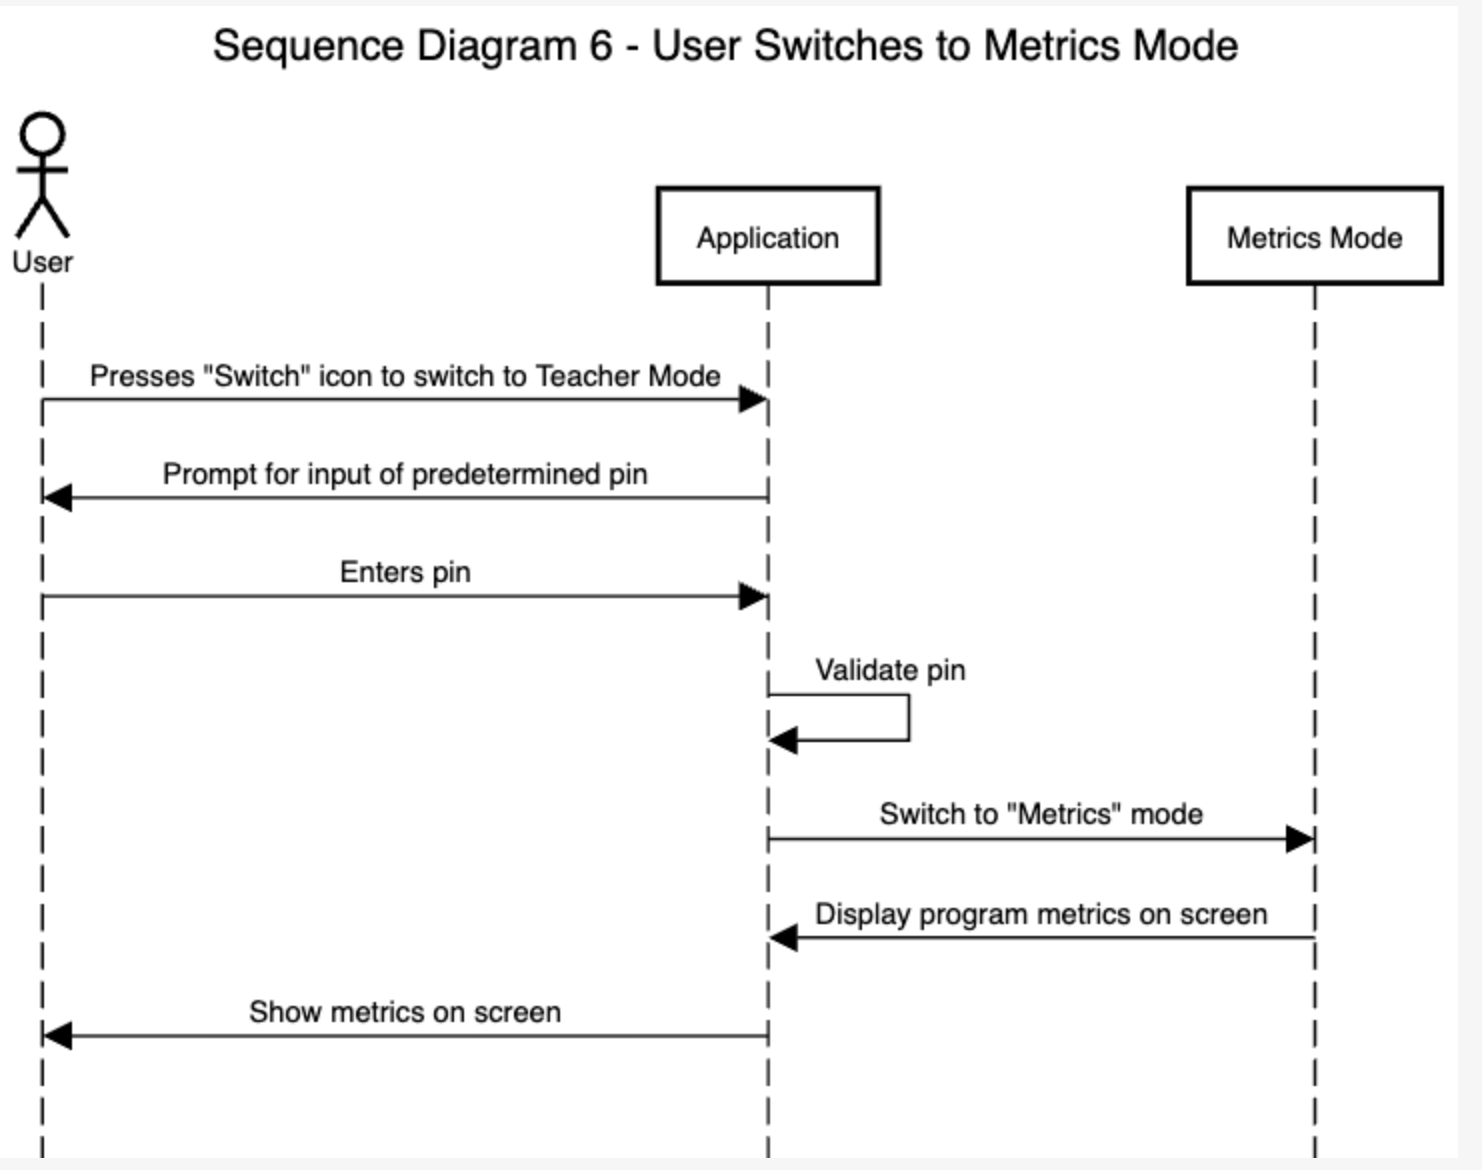 Sequence Diagram 6 - User Switches to Metrics Mode
User
Application
Metrics Mode
Presses "Switch" icon to switch to Teacher Mode
Prompt for input of predetermined pin
Enters pin
Validate pin
Switch to "Metrics" mode
Display program metrics on screen
Show metrics on screen